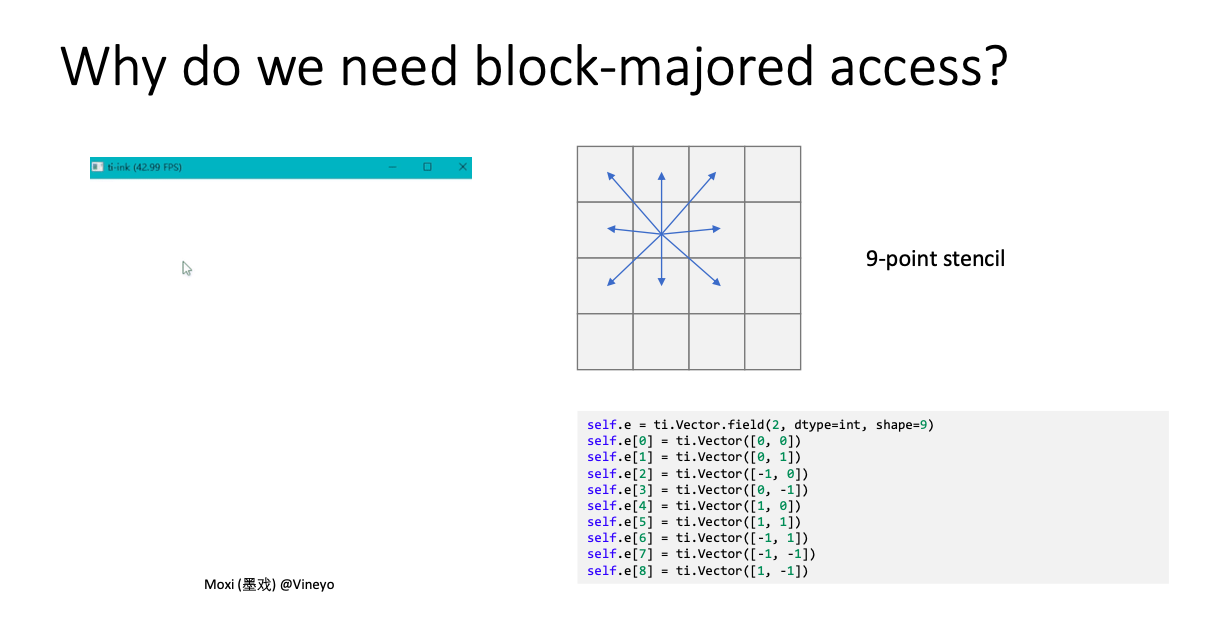 Why do we need block-majored access?
ti-ink (42.99 FPS)
9-point stencil
self.e = ti.Vector.field(2, dtype=int, shape=9)
self.e[0] = ti.Vector([0, 0])
self.e[1] = ti.Vector([0, 1])
self.e[2] = ti.Vector([-1, 0])
self.e[3] = ti.Vector([0, -1])
self.e[4] = ti.Vector([1, 0])
self.e[5] = ti.Vector([1, 1])
self.e[6] = ti.Vector([-1, 1])
self.e[7] = ti.Vector([-1, -1])
self.e[8] = ti.Vector([1, -1])
Moxi (墨戏) @Vineyo